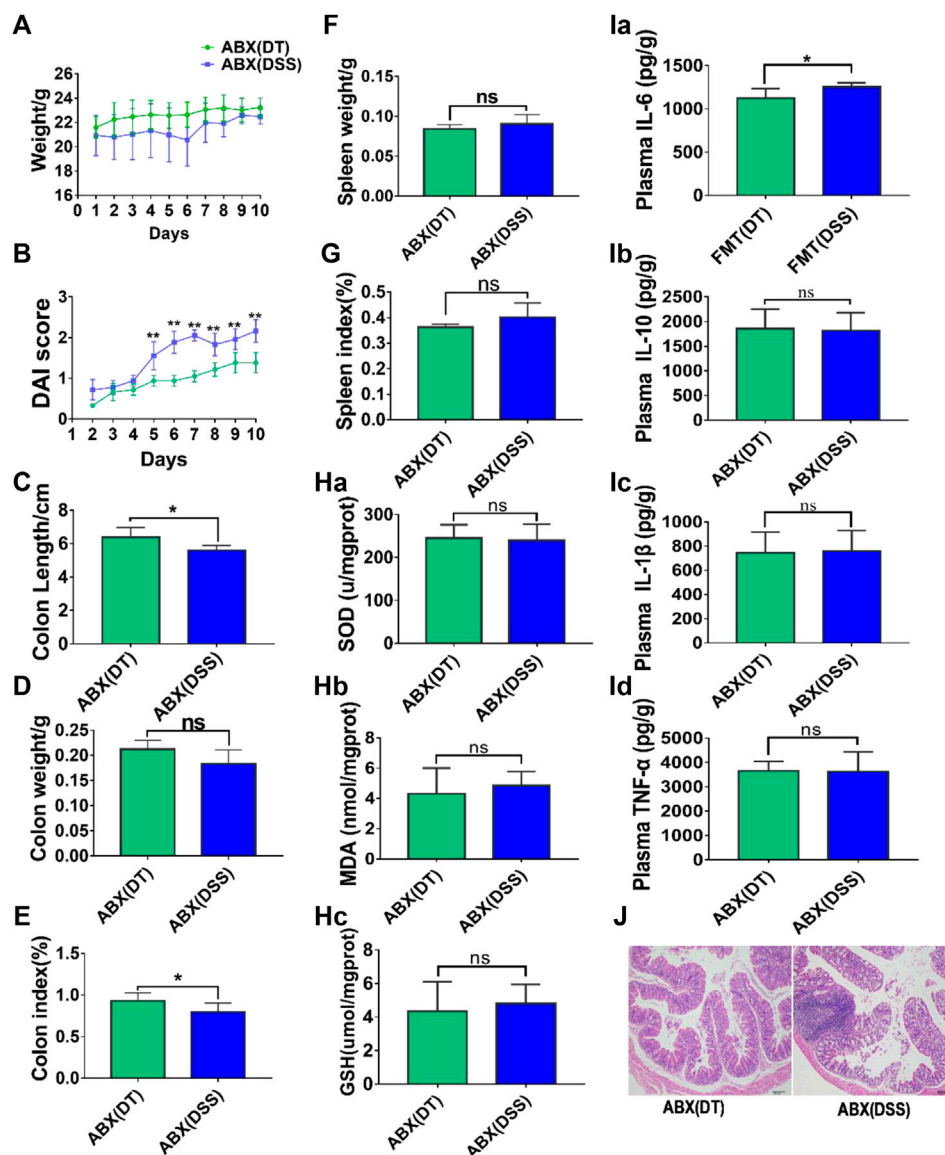 A
ABX(DT)
ABX(DSS)
Weight/g
26
24
22
20
18
16
0 1 2 3 4 5 6 7 8 9 10
Days
B
DAI score
3
2
1
0
** ** ** ** ** **
1 2 3 4 5 6 7 8 9 10
Days
C
Colon Length/cm
8
6
4
2
0
*
ABX(DT)
ABX(DSS)
D
Colon weight/g
0.25
0.20
0.15
0.10
0.05
0.00
ns
ABX(DT)
ABX(DSS)
E
Colon index(%)
1.5
1.0
0.5
0.0
*
ABX(DT)
ABX(DSS)
F
Spleen weight/g
0.15
0.10
0.05
0.00
ns
ABX(DT)
ABX(DSS)
G
Spleen index(%)
0.5
0.4
0.3
0.2
0.1
0.0
ns
ABX(DT)
ABX(DSS)
Ha
SOD (u/mgprot)
300
200
100
0
ns
ABX(DT)
ABX(DSS)
Hb
MDA (nmol/mgprot)
8
6
4
2
0
ns
ABX(DT)
ABX(DSS)
Hc
GSH(umol/mgprot)
8
6
4
2
0
ns
ABX(DT)
ABX(DSS)
Ia
Plasma IL-6 (pg/g)
1500
1000
500
0
*
FMT(DT)
FMT(DSS)
Ib
Plasma IL-10 (pg/g)
2000
1500
1000
500
0
ns
ABX(DT)
ABX(DSS)
Ic
Plasma IL-1β (pg/g)
1000
800
600
400
200
0
ns
ABX(DT)
ABX(DSS)
Id
Plasma TNF-α (pg/g)
5000
4000
3000
2000
1000
0
ns
ABX(DT)
ABX(DSS)
J
ABX(DT)
ABX(DSS)